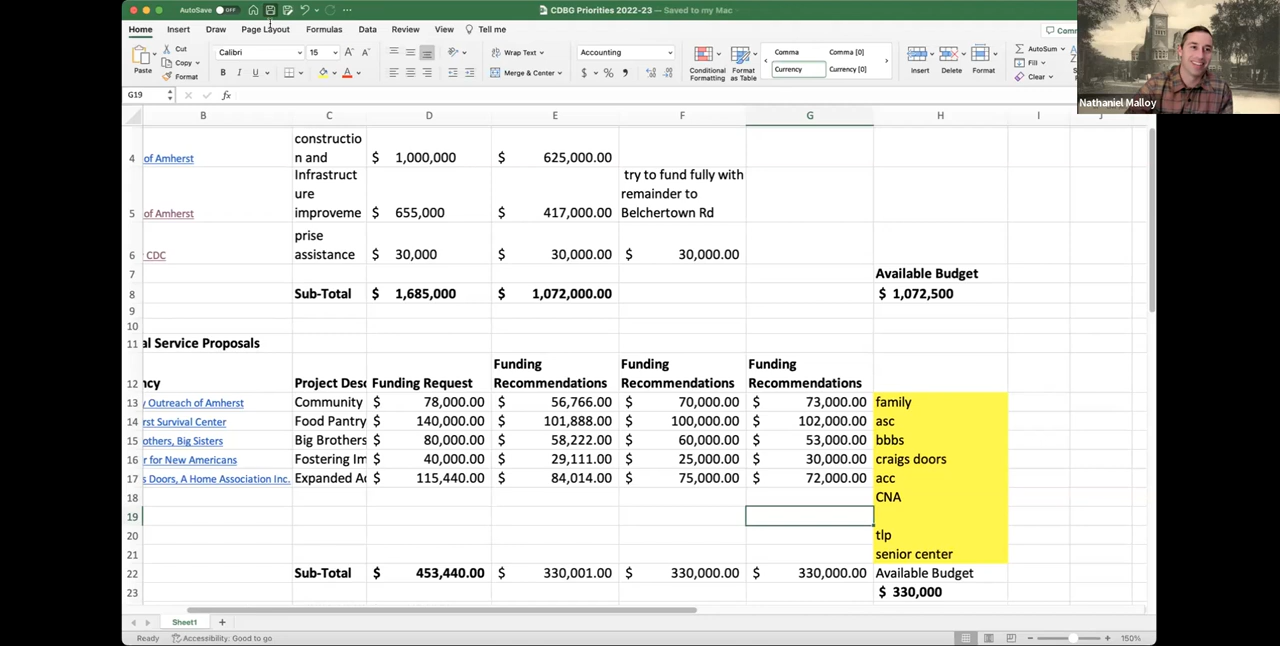 AutoSave OFF CDBG Priorities 2022-23 — Saved to my Mac
Home Insert Draw Page Layout Formulas Data Review View Tell me
Paste Cut Copy Format Calibri 15 Wrap Text Merge & Center Accounting Conditional Formatting Format as Table Comma Comma [0] Currency Currency [0] Insert Delete Format AutoSum Fill Clear
Nathaniel Malloy
G19 fx
B C D E F G H I
4 of Amherst constructio n and $ 1,000,000 $ 625,000.00
5 of Amherst Infrastruct ure improveme $ 655,000 $ 417,000.00 try to fund fully with remainder to Belchertown Rd
6 CDC prise assistance $ 30,000 $ 30,000.00 $ 30,000.00
7 Available Budget
8 Sub-Total $ 1,685,000 $ 1,072,000.00 $ 1,072,500
9
10
11 al Service Proposals
12 ncy Project Desc Funding Request Funding Recommendations Funding Recommendations Funding Recommendations
13 y Outreach of Amherst Community $ 78,000.00 $ 56,766.00 $ 70,000.00 $ 73,000.00 family
14 rst Survival Center Food Pantry $ 140,000.00 $ 101,888.00 $ 100,000.00 $ 102,000.00 asc
15 others, Big Sisters Big Brothers $ 80,000.00 $ 58,222.00 $ 60,000.00 $ 53,000.00 bbbs
16 r for New Americans Fostering Im $ 40,000.00 $ 29,111.00 $ 25,000.00 $ 30,000.00 craigs doors
17 s Doors, A Home Association Inc. Expanded Ac $ 115,440.00 $ 84,014.00 $ 75,000.00 $ 72,000.00 acc
18 CNA
19
20 tlp
21 senior center
22 Sub-Total $ 453,440.00 $ 330,001.00 $ 330,000.00 $ 330,000.00 Available Budget
23 $ 330,000
Sheet1
Ready Accessibility: Good to go 150%